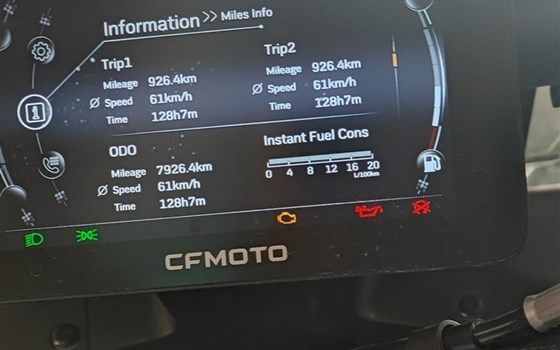 Information >> Miles Info
Trip1
Mileage 926.4km
Ø Speed 61km/h
Time 128h7m
Trip2
Mileage 926.4km
Ø Speed 61km/h
Time 128h7m
ODO
Mileage 7926.4km
Ø Speed 61km/h
Time 128h7m
Instant Fuel Cons
0 4 8 12 16 20
L/100km
CFMOTO